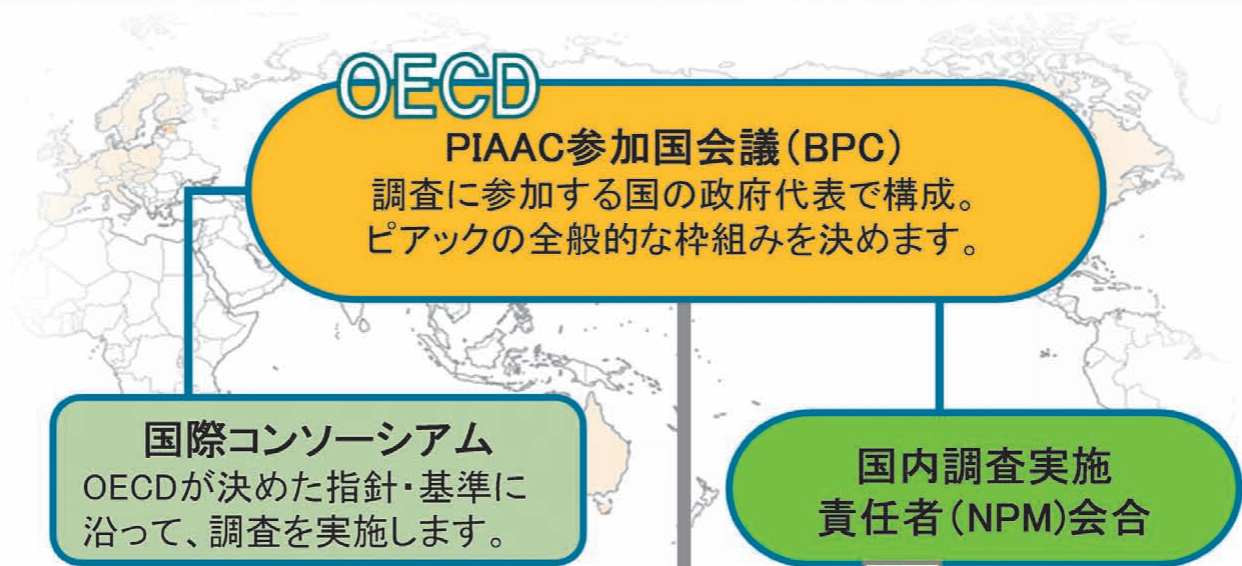 OECD
PIAAC参加国会議(BPC)
調査に参加する国の政府代表で構成。
ピアックの全般的な枠組みを決めます。
国際コンソーシアム
OECDが決めた指針・基準に
沿って、調査を実施します。
国内調査実施
責任者(NPM)会合